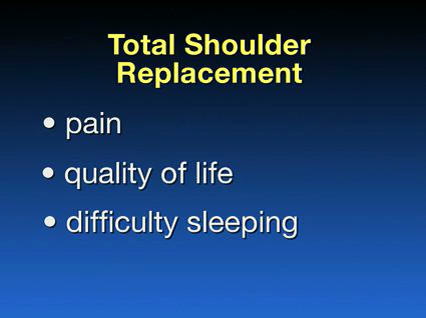 Total Shoulder
Replacement
• pain
• quality of life
• difficulty sleeping